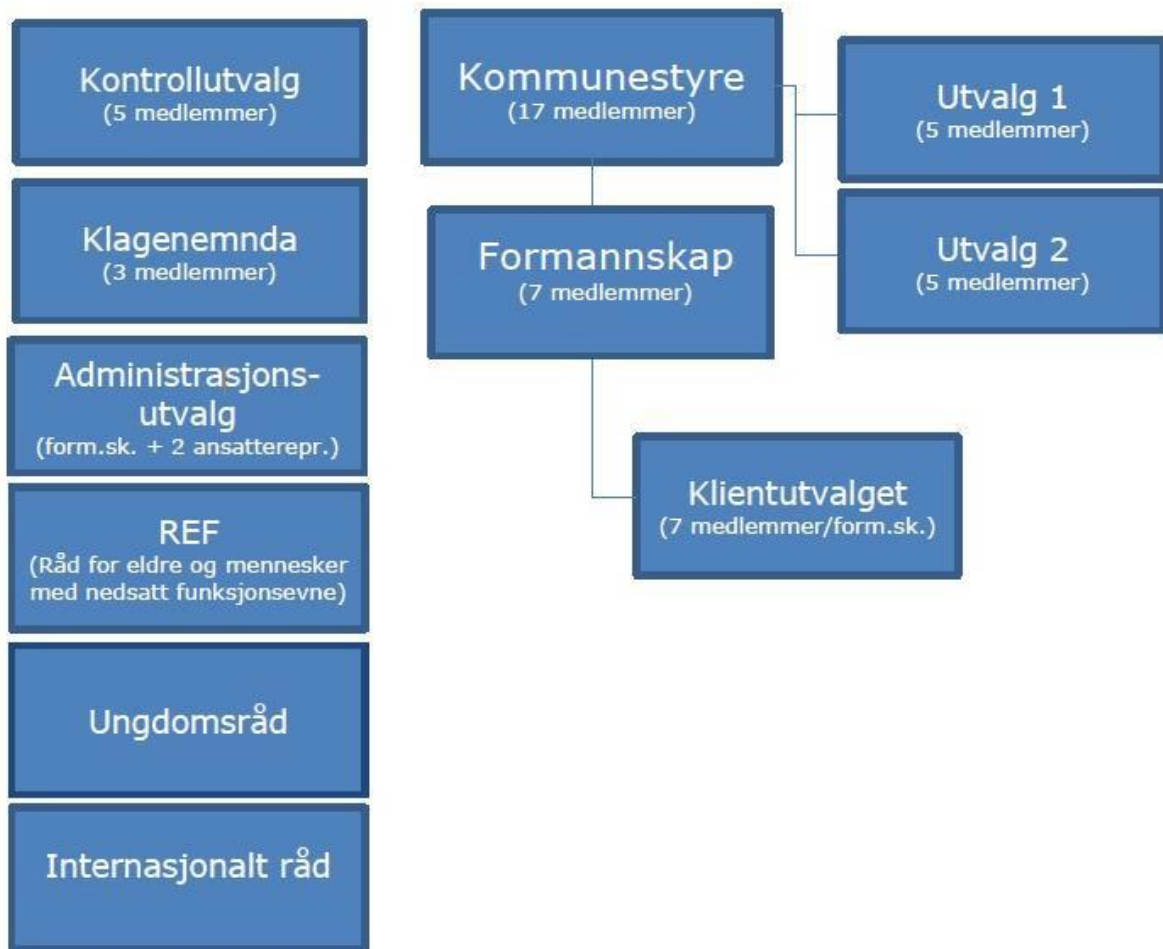 Kontrollutvalg
(5 medlemmer)
Klagenemnda
(3 medlemmer)
Administrasjons-
utvalg
(form.sk. + 2 ansatterepr.)
REF
(Råd for eldre og mennesker
med nedsatt funksjonsevne)
Ungdomsråd
Internasjonalt råd
Kommunestyre
(17 medlemmer)
Formannskap
(7 medlemmer)
Klientutvalget
(7 medlemmer/form.sk.)
Utvalg 1
(5 medlemmer)
Utvalg 2
(5 medlemmer)